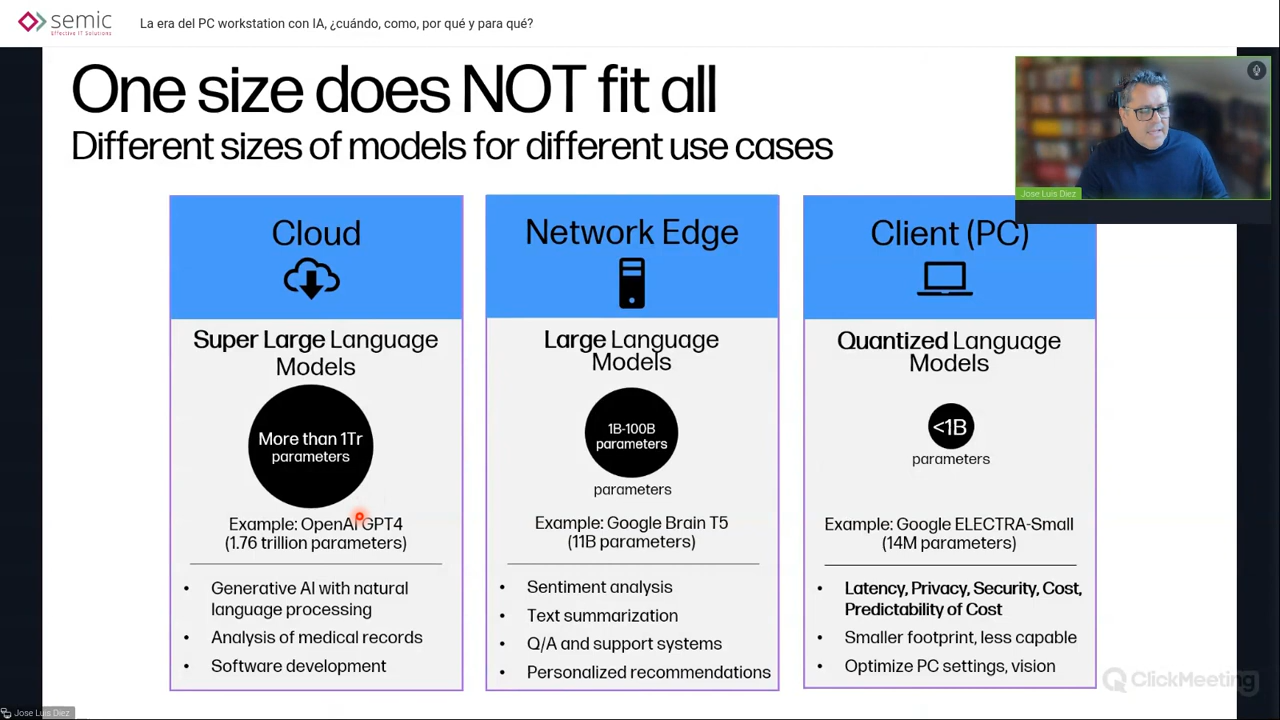 semic
Effective IT Solutions
La era del PC workstation con IA, ¿cuándo, como, por qué y para qué?
One size does NOT fit all
Different sizes of models for different use cases
Jose Luis Diez
Cloud
Super Large Language
Models
More than 1Tr
parameters
Example: OpenAI GPT4
(1.76 trillion parameters)
• Generative AI with natural
language processing
• Analysis of medical records
• Software development
Network Edge
Large Language
Models
1B-100B
parameters
parameters
Example: Google Brain T5
(11B parameters)
• Sentiment analysis
• Text summarization
• Q/A and support systems
• Personalized recommendations
Client (PC)
Quantized Language
Models
<1B
parameters
Example: Google ELECTRA-Small
(14M parameters)
• Latency, Privacy, Security, Cost,
Predictability of Cost
• Smaller footprint, less capable
• Optimize PC settings, vision
ClickMeeting
Jose Luis Diez